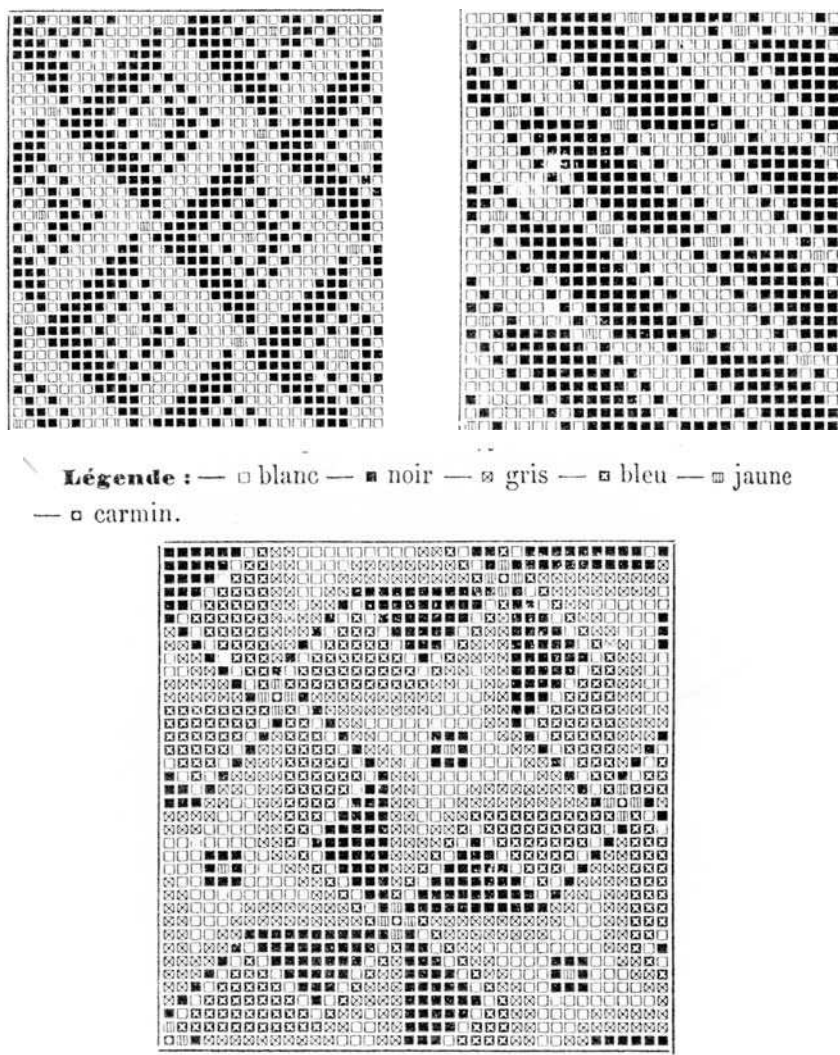 Légende : — □ blanc — ■ noir — ⊠ gris — ⊠ bleu — ▥ jaune
— ◘ carmin.